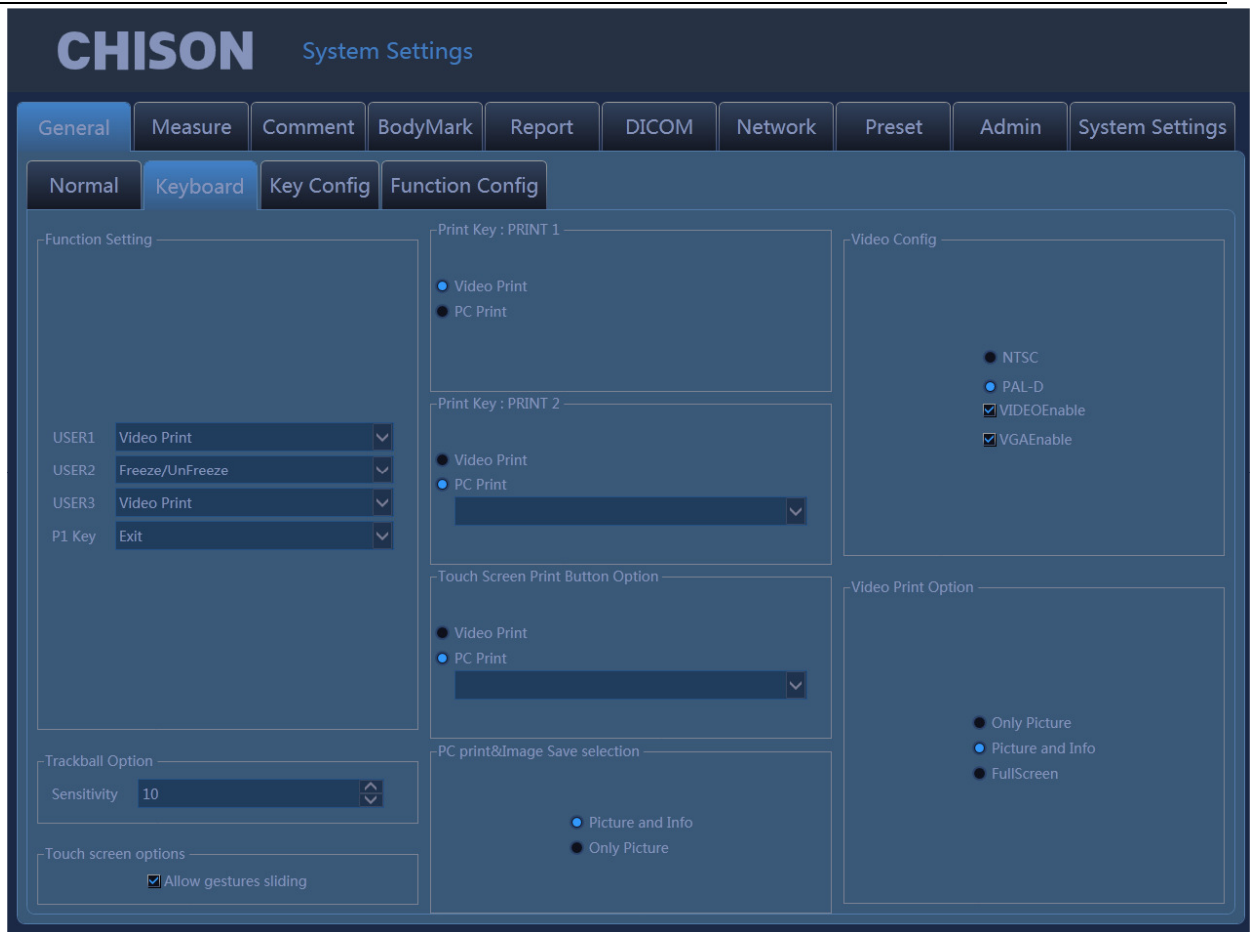 CHISON System Settings
General Measure Comment BodyMark Report DICOM Network Preset Admin System Settings
Normal Keyboard Key Config Function Config
Function Setting
USER1 Video Print
USER2 Freeze/UnFreeze
USER3 Video Print
P1 Key Exit
Trackball Option
Sensitivity 10
Touch screen options
Allow gestures sliding
Print Key : PRINT 1
Video Print
PC Print
Print Key : PRINT 2
Video Print
PC Print
Touch Screen Print Button Option
Video Print
PC Print
PC print&Image Save selection
Picture and Info
Only Picture
Video Config
NTSC
PAL-D
VIDEOEnable
VGAEnable
Video Print Option
Only Picture
Picture and Info
FullScreen